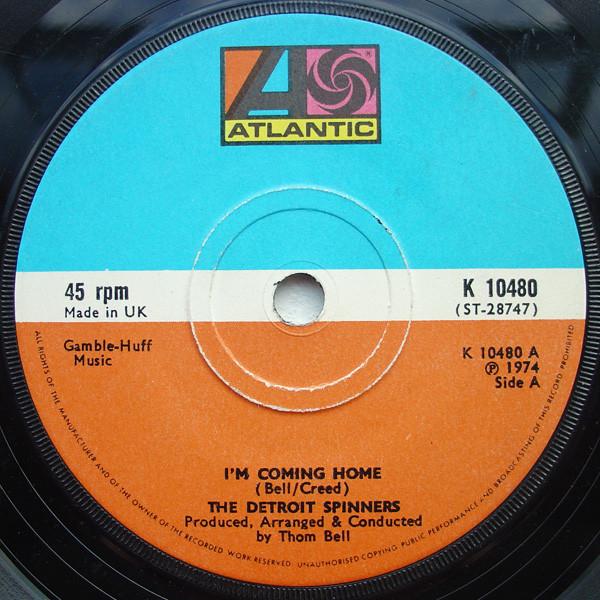 ATLANTIC
®
45 rpm
Made in UK
K 10480
(ST-28747)
Gamble-Huff
Music
K 10480 A
℗ 1974
Side A
I'M COMING HOME
(Bell/Creed)
THE DETROIT SPINNERS
Produced, Arranged & Conducted
by Thom Bell
ALL RIGHTS OF THE MANUFACTURER AND OF THE OWNER OF THE RECORDED WORK RESERVED. UNAUTHORISED COPYING PUBLIC PERFORMANCE AND BROADCASTING OF THIS RECORD PROHIBITED